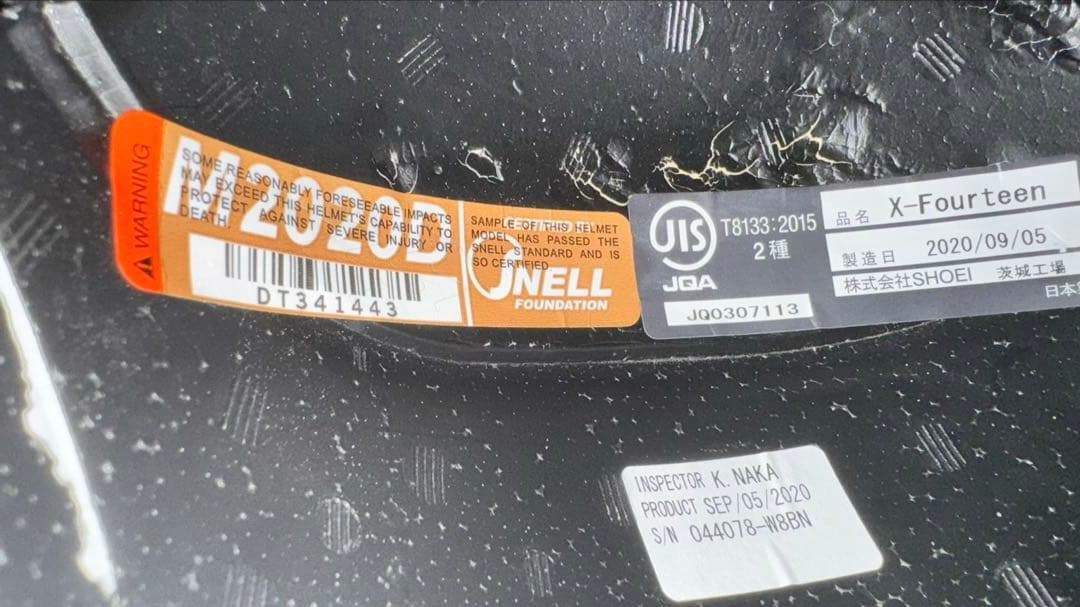 WARNING
M2020D
SOME REASONABLY FORESEEABLE IMPACTS
MAY EXCEED THIS HELMET'S CAPABILITY TO
PROTECT AGAINST SEVERE INJURY OR
DEATH.
DT341443
SAMPLE OF THIS HELMET
MODEL HAS PASSED THE
SNELL STANDARD AND IS
SO CERTIFIED
SNELL
FOUNDATION
JIS
JQA
T8133:2015
2種
JQ0307113
品名 X-Fourteen
製造日 2020/09/05
株式会社SHOEI 茨城工場
日本
INSPECTOR K. NAKA
PRODUCT SEP/05/2020
S/N 044078-W8BN